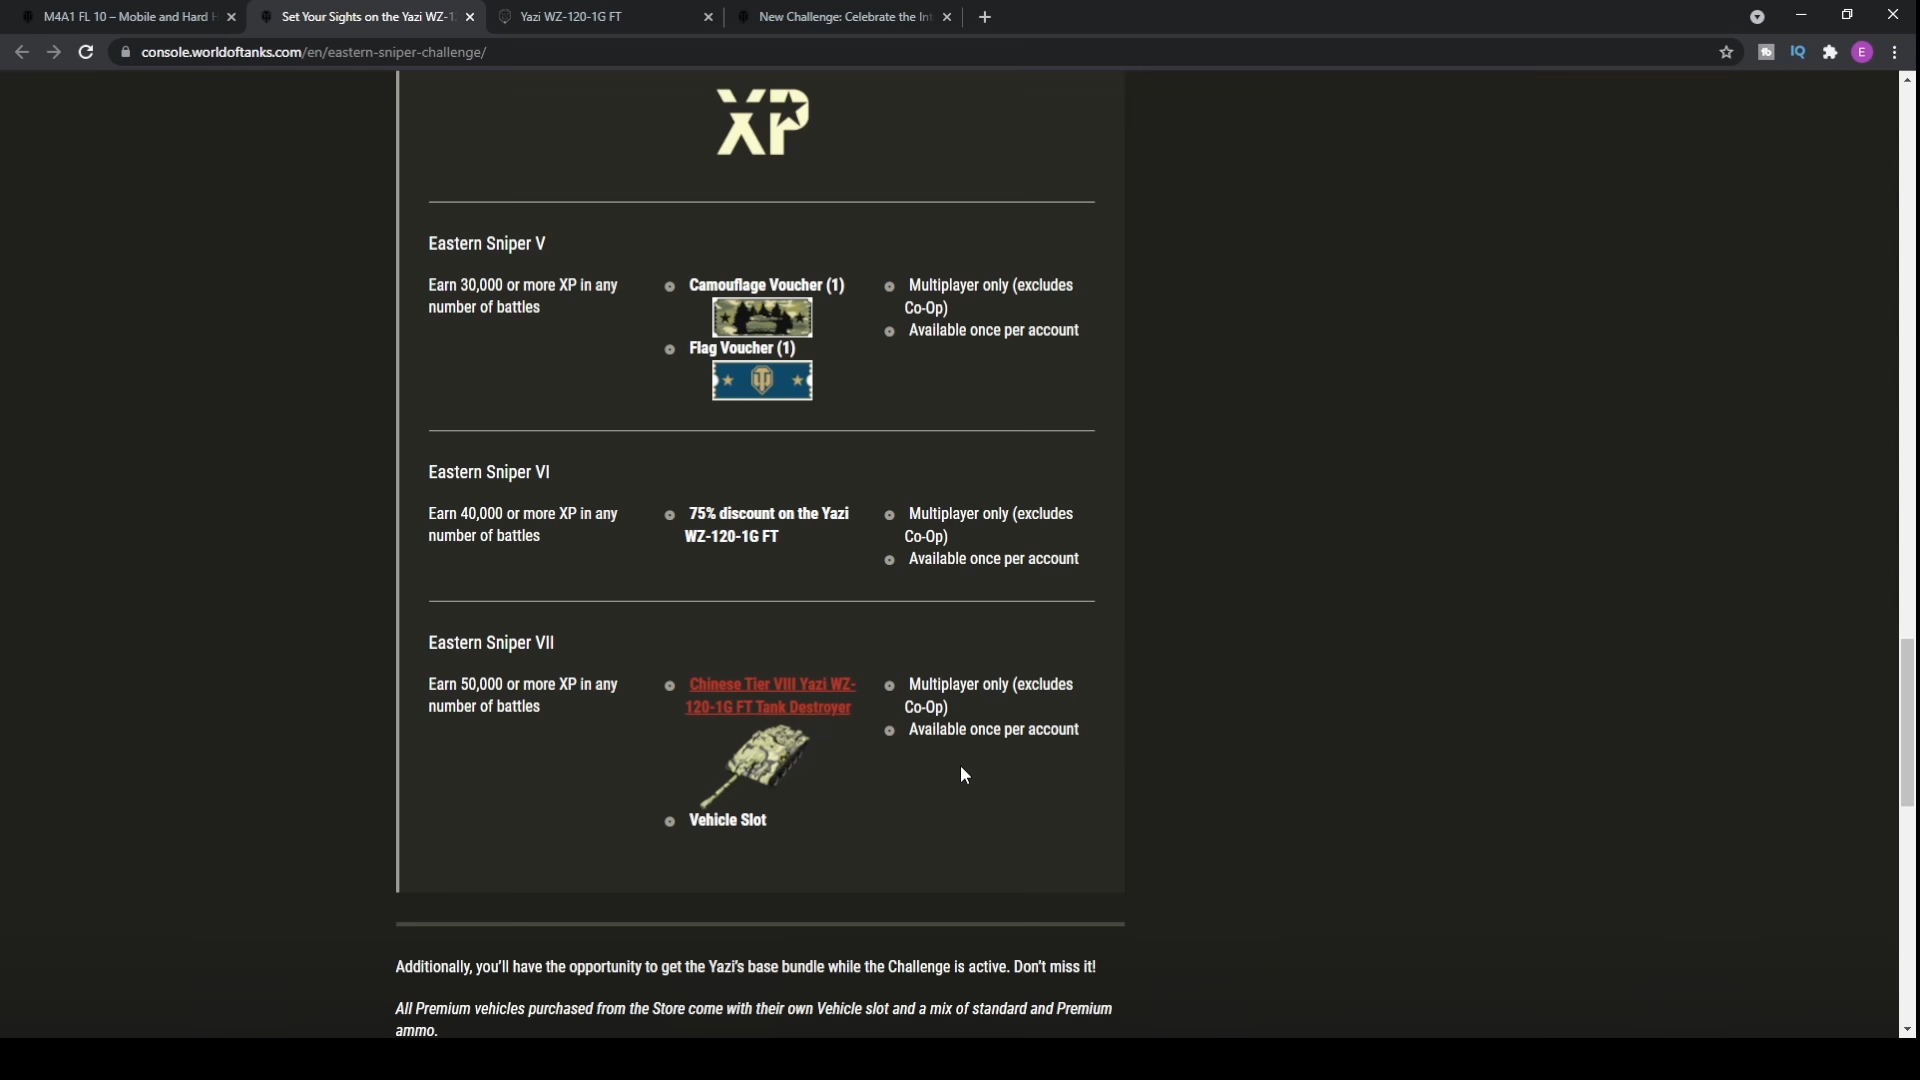 M4A1 FL 10 – Mobile and Hard H
Set Your Sights on the Yazi WZ-1
Yazi WZ-120-1G FT
New Challenge: Celebrate the Int
console.worldoftanks.com/en/eastern-sniper-challenge/
IQ
E
XP
Eastern Sniper V
Earn 30,000 or more XP in any
number of battles
Camouflage Voucher (1)
Flag Voucher (1)
Multiplayer only (excludes
Co-Op)
Available once per account
Eastern Sniper VI
Earn 40,000 or more XP in any
number of battles
75% discount on the Yazi
WZ-120-1G FT
Multiplayer only (excludes
Co-Op)
Available once per account
Eastern Sniper VII
Earn 50,000 or more XP in any
number of battles
Chinese Tier VIII Yazi WZ-
120-1G FT Tank Destroyer
Vehicle Slot
Multiplayer only (excludes
Co-Op)
Available once per account
Additionally, you'll have the opportunity to get the Yazi's base bundle while the Challenge is active. Don't miss it!
All Premium vehicles purchased from the Store come with their own Vehicle slot and a mix of standard and Premium
ammo.